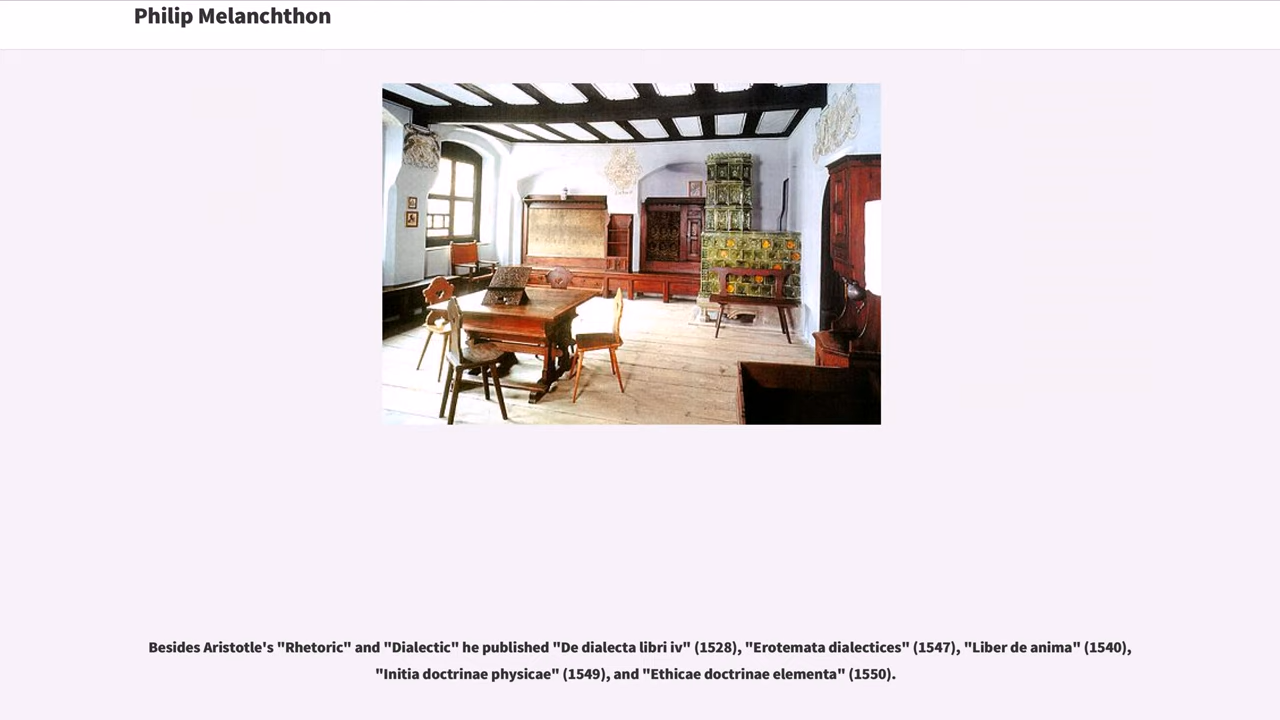 Philip Melanchthon
Besides Aristotle's "Rhetoric" and "Dialectic" he published "De dialecta libri iv" (1528), "Erotemata dialectices" (1547), "Liber de anima" (1540),
"Initia doctrinae physicae" (1549), and "Ethicae doctrinae elementa" (1550).